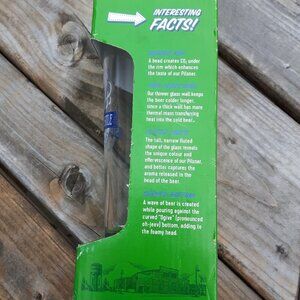 INTERESTING
FACTS!
A bead creates CO₂ under
the rim which enhances
the taste of our Pilsner.
Our thicker glass wall keeps
the beer colder longer,
since a thick wall has more
thermal mass transferring
heat into the cold beer.
The tall, narrow fluted
shape of the glass reveals
the unique colour and
effervescence of our Pilsner,
and better captures the
aroma released in the
head of the beer.
A wave of beer is created
while pouring against the
curved "Ogive" (pronounced
oh-jeev) bottom, adding to
the foamy head.